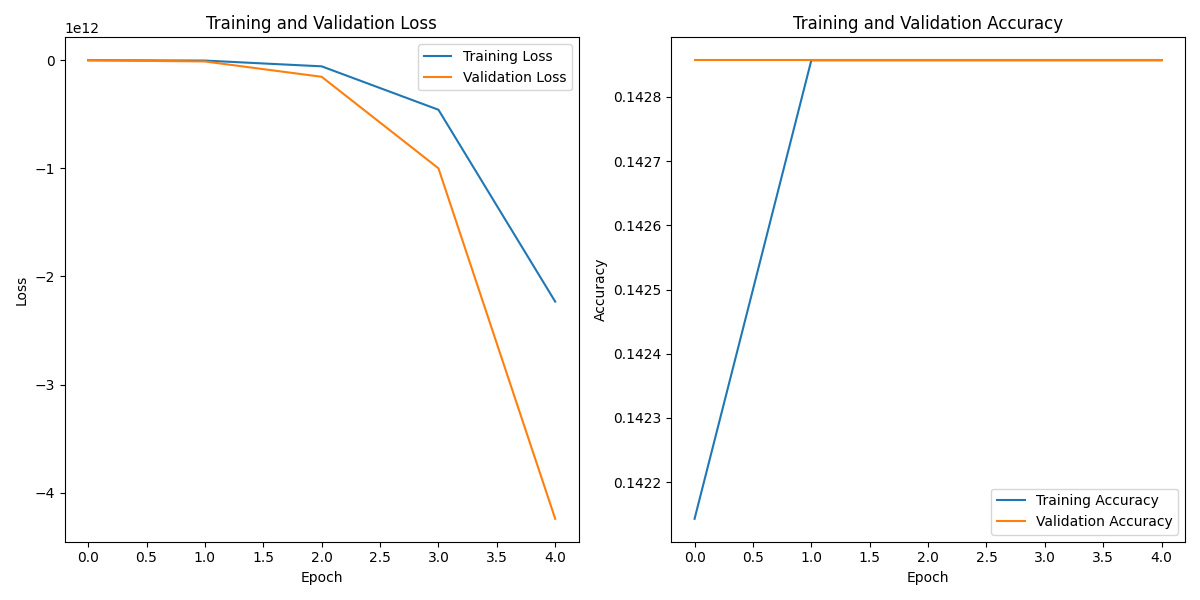 Training and Validation Loss
1e12
0
−1
−2
−3
−4
Loss
Training Loss
Validation Loss
0.0 0.5 1.0 1.5 2.0 2.5 3.0 3.5 4.0
Epoch
Training and Validation Accuracy
0.1428
0.1427
0.1426
0.1425
0.1424
0.1423
0.1422
Accuracy
Training Accuracy
Validation Accuracy
0.0 0.5 1.0 1.5 2.0 2.5 3.0 3.5 4.0
Epoch